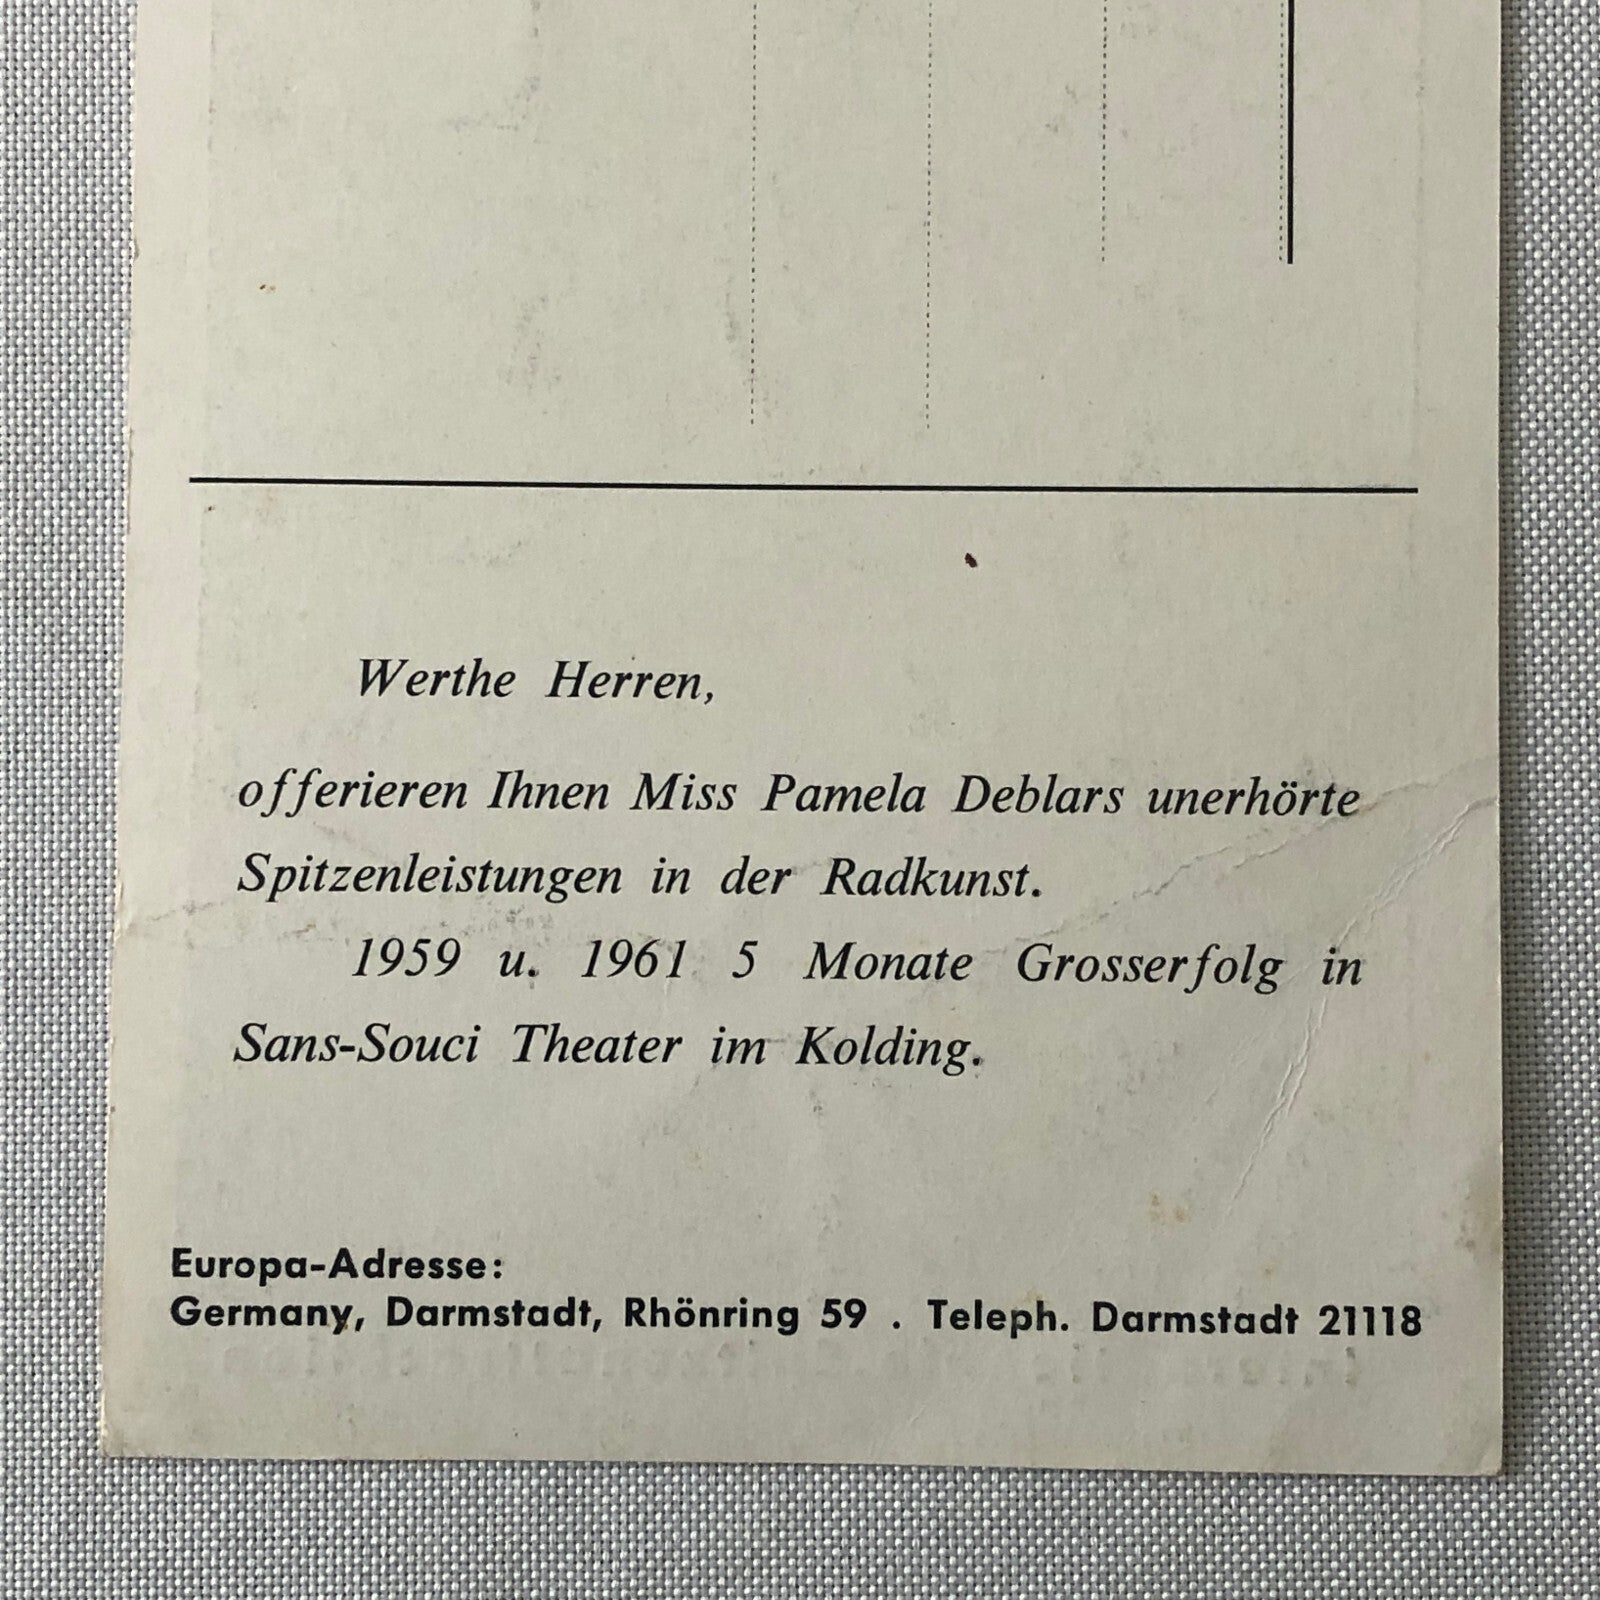 Werthe Herren,
offerieren Ihnen Miss Pamela Deblars unerhörte
Spitzenleistungen in der Radkunst.
1959 u. 1961 5 Monate Grosserfolg in
Sans-Souci Theater im Kolding.
Europa-Adresse:
Germany, Darmstadt, Rhönring 59 . Teleph. Darmstadt 21118